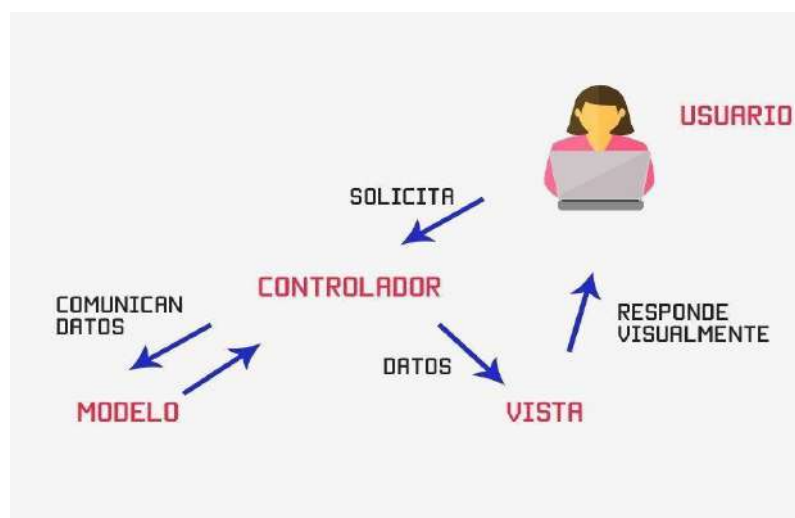 USUARIO
SOLICITA
CONTROLADOR
COMUNICAN
DATOS
RESPONDE
VISUALMENTE
DATOS
MODELO
VISTA